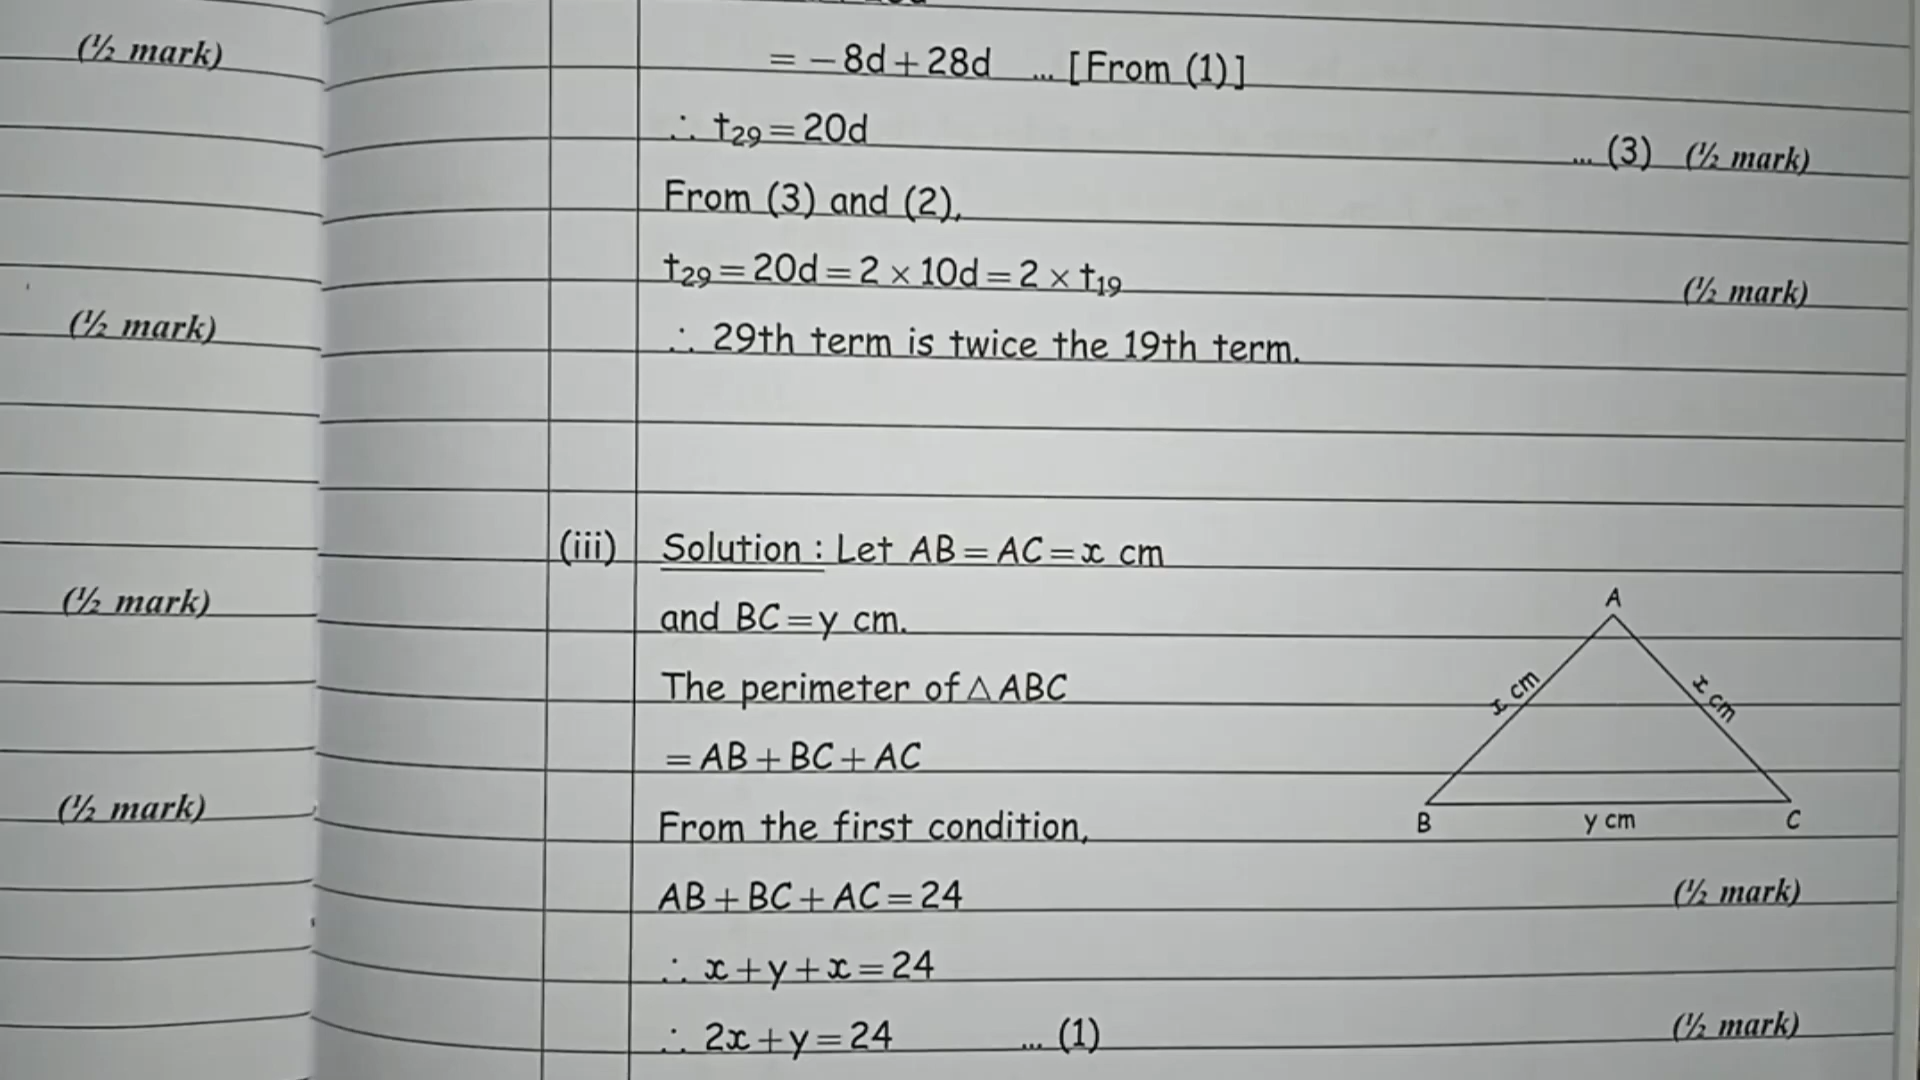 (½ mark)
(½ mark)
(½ mark)
(½ mark)
= – 8d + 28d ... [From (1)]
∴ t₂₉ = 20d ... (3) (½ mark)
From (3) and (2),
t₂₉ = 20d = 2 × 10d = 2 × t₁₉ (½ mark)
∴ 29th term is twice the 19th term.
(iii) Solution : Let AB = AC = x cm
and BC = y cm.
The perimeter of △ ABC
= AB + BC + AC
From the first condition,
AB + BC + AC = 24 (½ mark)
∴ x + y + x = 24
∴ 2x + y = 24 ... (1) (½ mark)
A
x cm
x cm
B
y cm
C